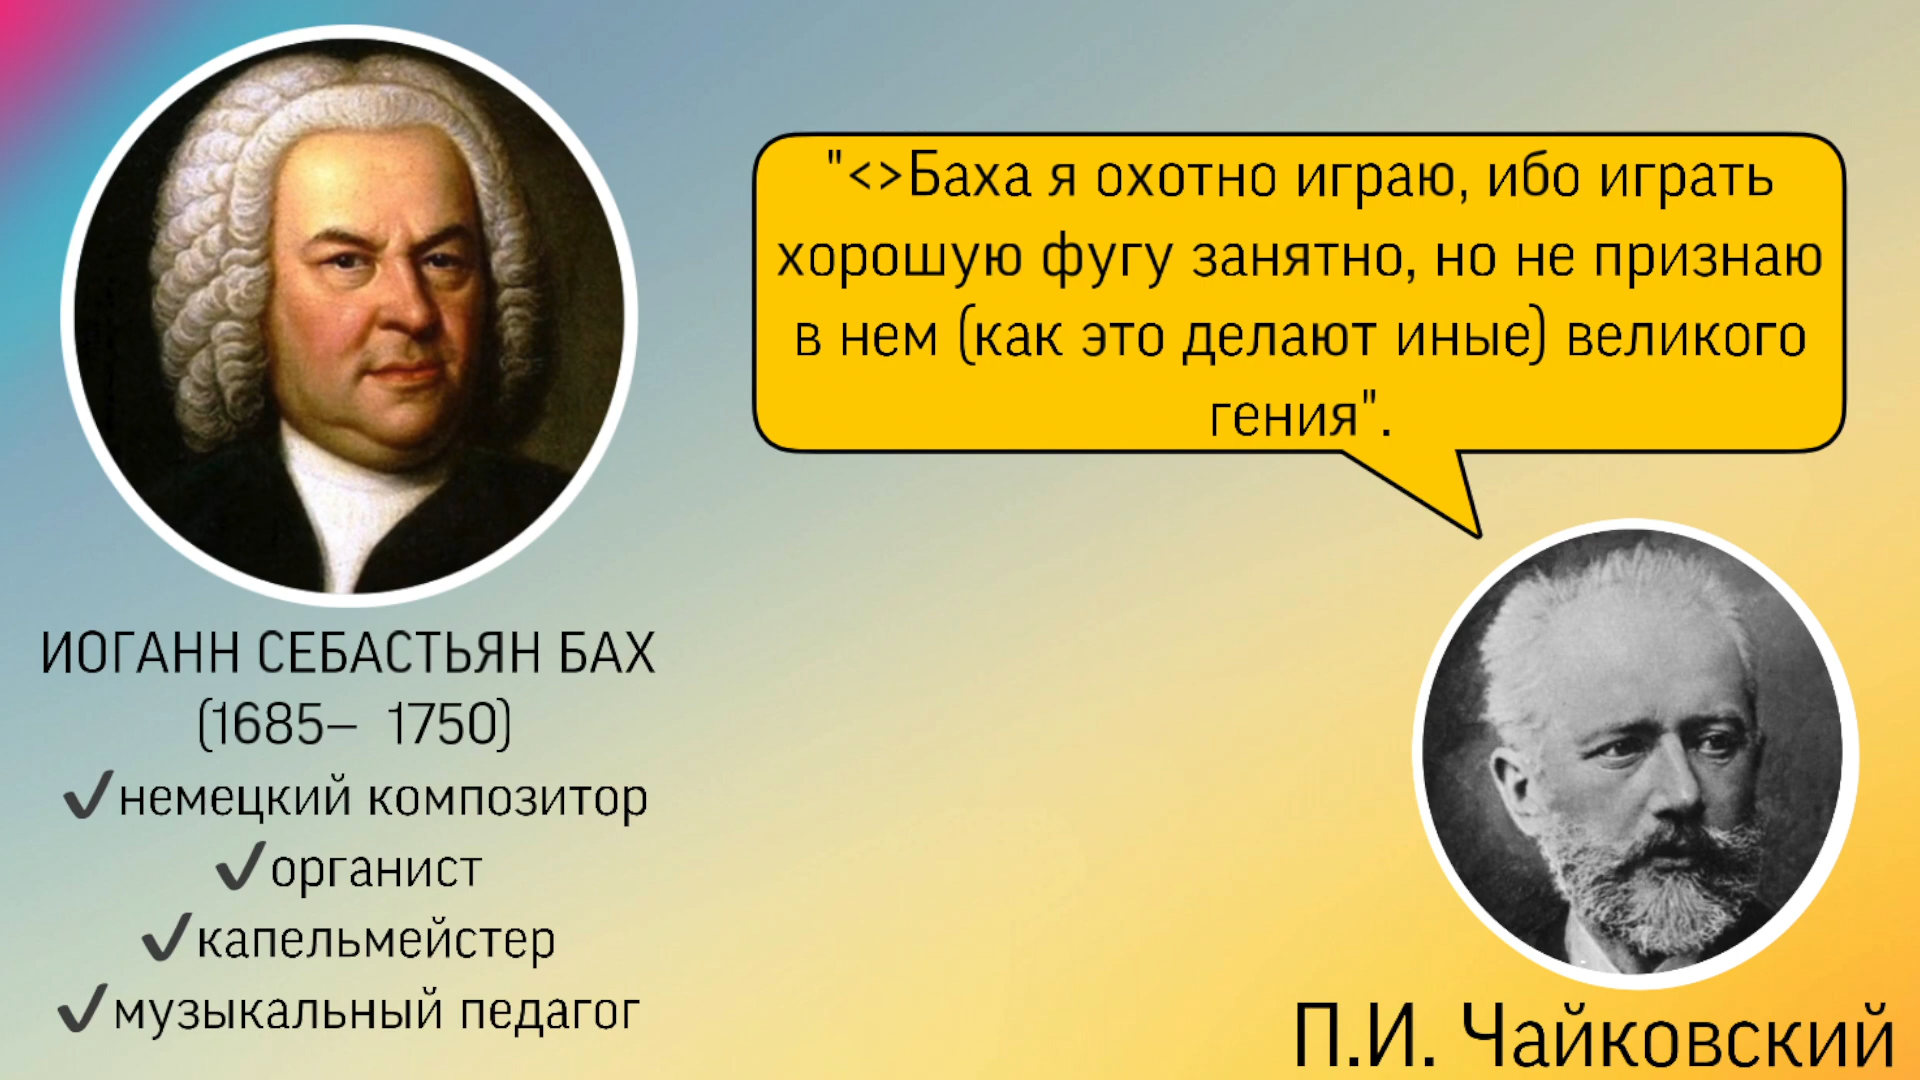 "<>Баха я охотно играю, ибо играть
хорошую фугу занятно, но не признаю
в нем (как это делают иные) великого
гения".
ИОГАНН СЕБАСТЬЯН БАХ
(1685– 1750)
✔немецкий композитор
✔органист
✔капельмейстер
✔музыкальный педагог
П.И. Чайковский